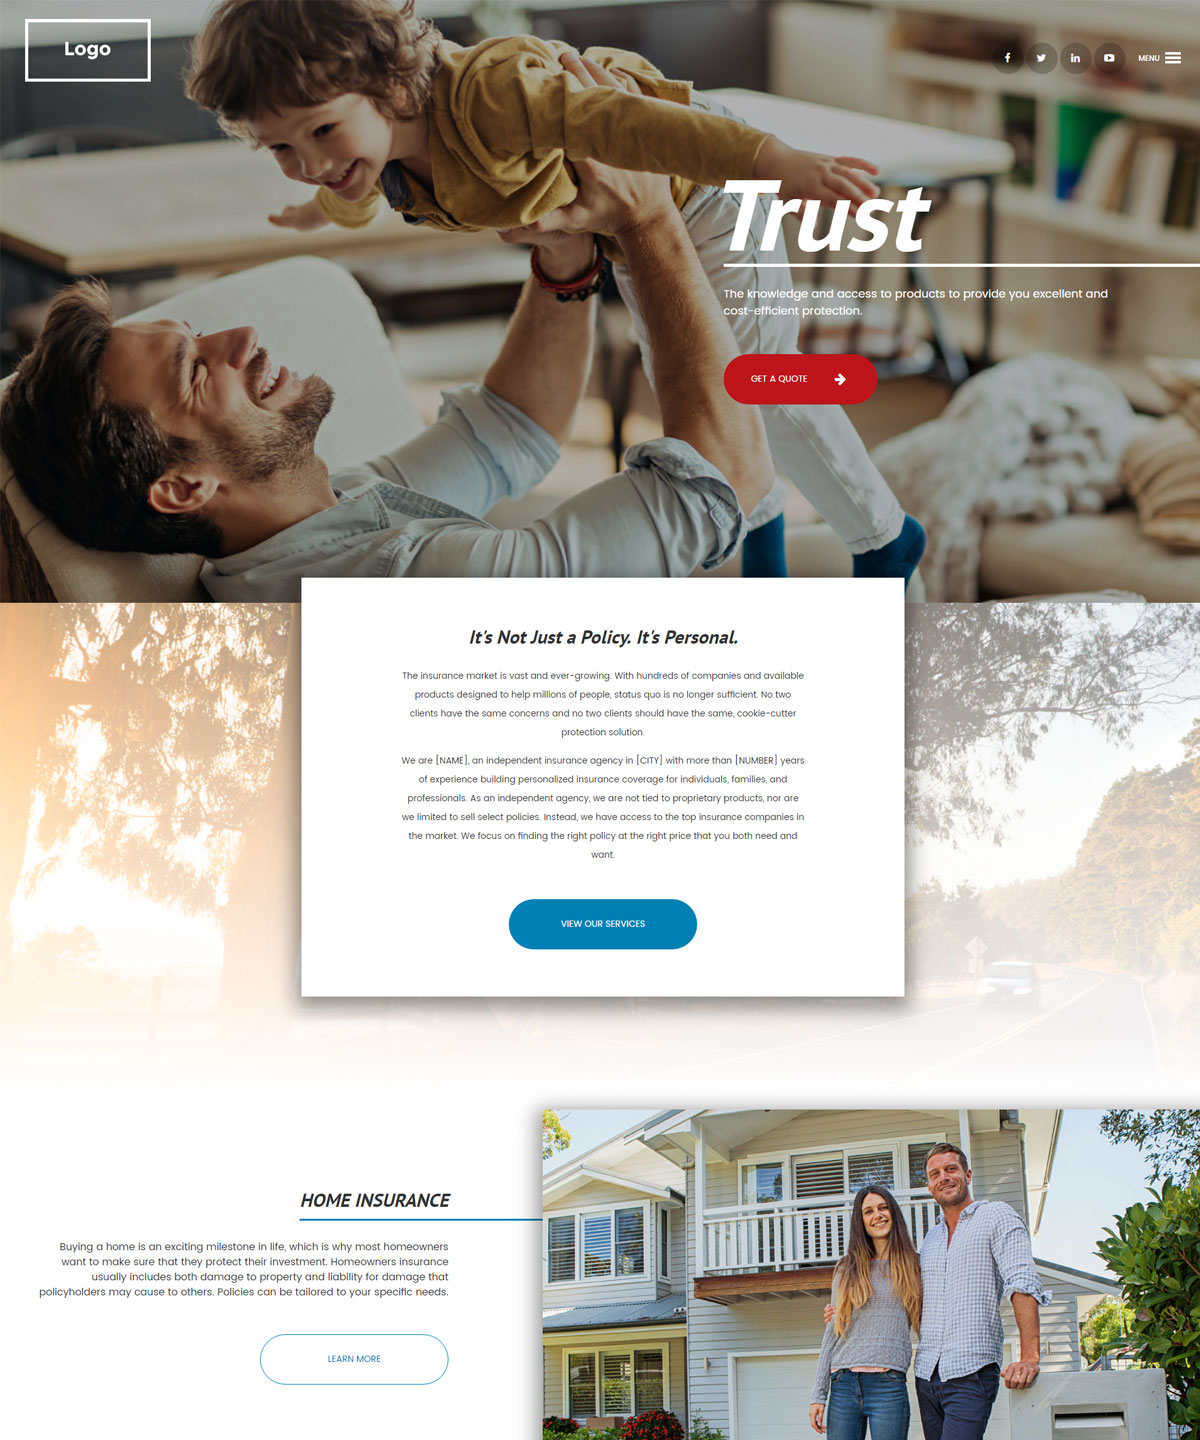 Logo
MENU
Trust
The knowledge and access to products to provide you excellent and
cost-efficient protection.
GET A QUOTE
It's Not Just a Policy. It's Personal.
The insurance market is vast and ever-growing. With hundreds of companies and available
products designed to help millions of people, status quo is no longer sufficient. No two
clients have the same concerns and no two clients should have the same, cookie-cutter
protection solution.
We are [NAME], an independent insurance agency in [CITY] with more than [NUMBER] years
of experience building personalized insurance coverage for individuals, families, and
professionals. As an independent agency, we are not tied to proprietary products, nor are
we limited to sell select policies. Instead, we have access to the top insurance companies in
the market. We focus on finding the right policy at the right price that you both need and
want.
VIEW OUR SERVICES
HOME INSURANCE
Buying a home is an exciting milestone in life, which is why most homeowners
want to make sure that they protect their investment. Homeowners insurance
usually includes both damage to property and liability for damage that
policyholders may cause to others. Policies can be tailored to your specific needs.
LEARN MORE